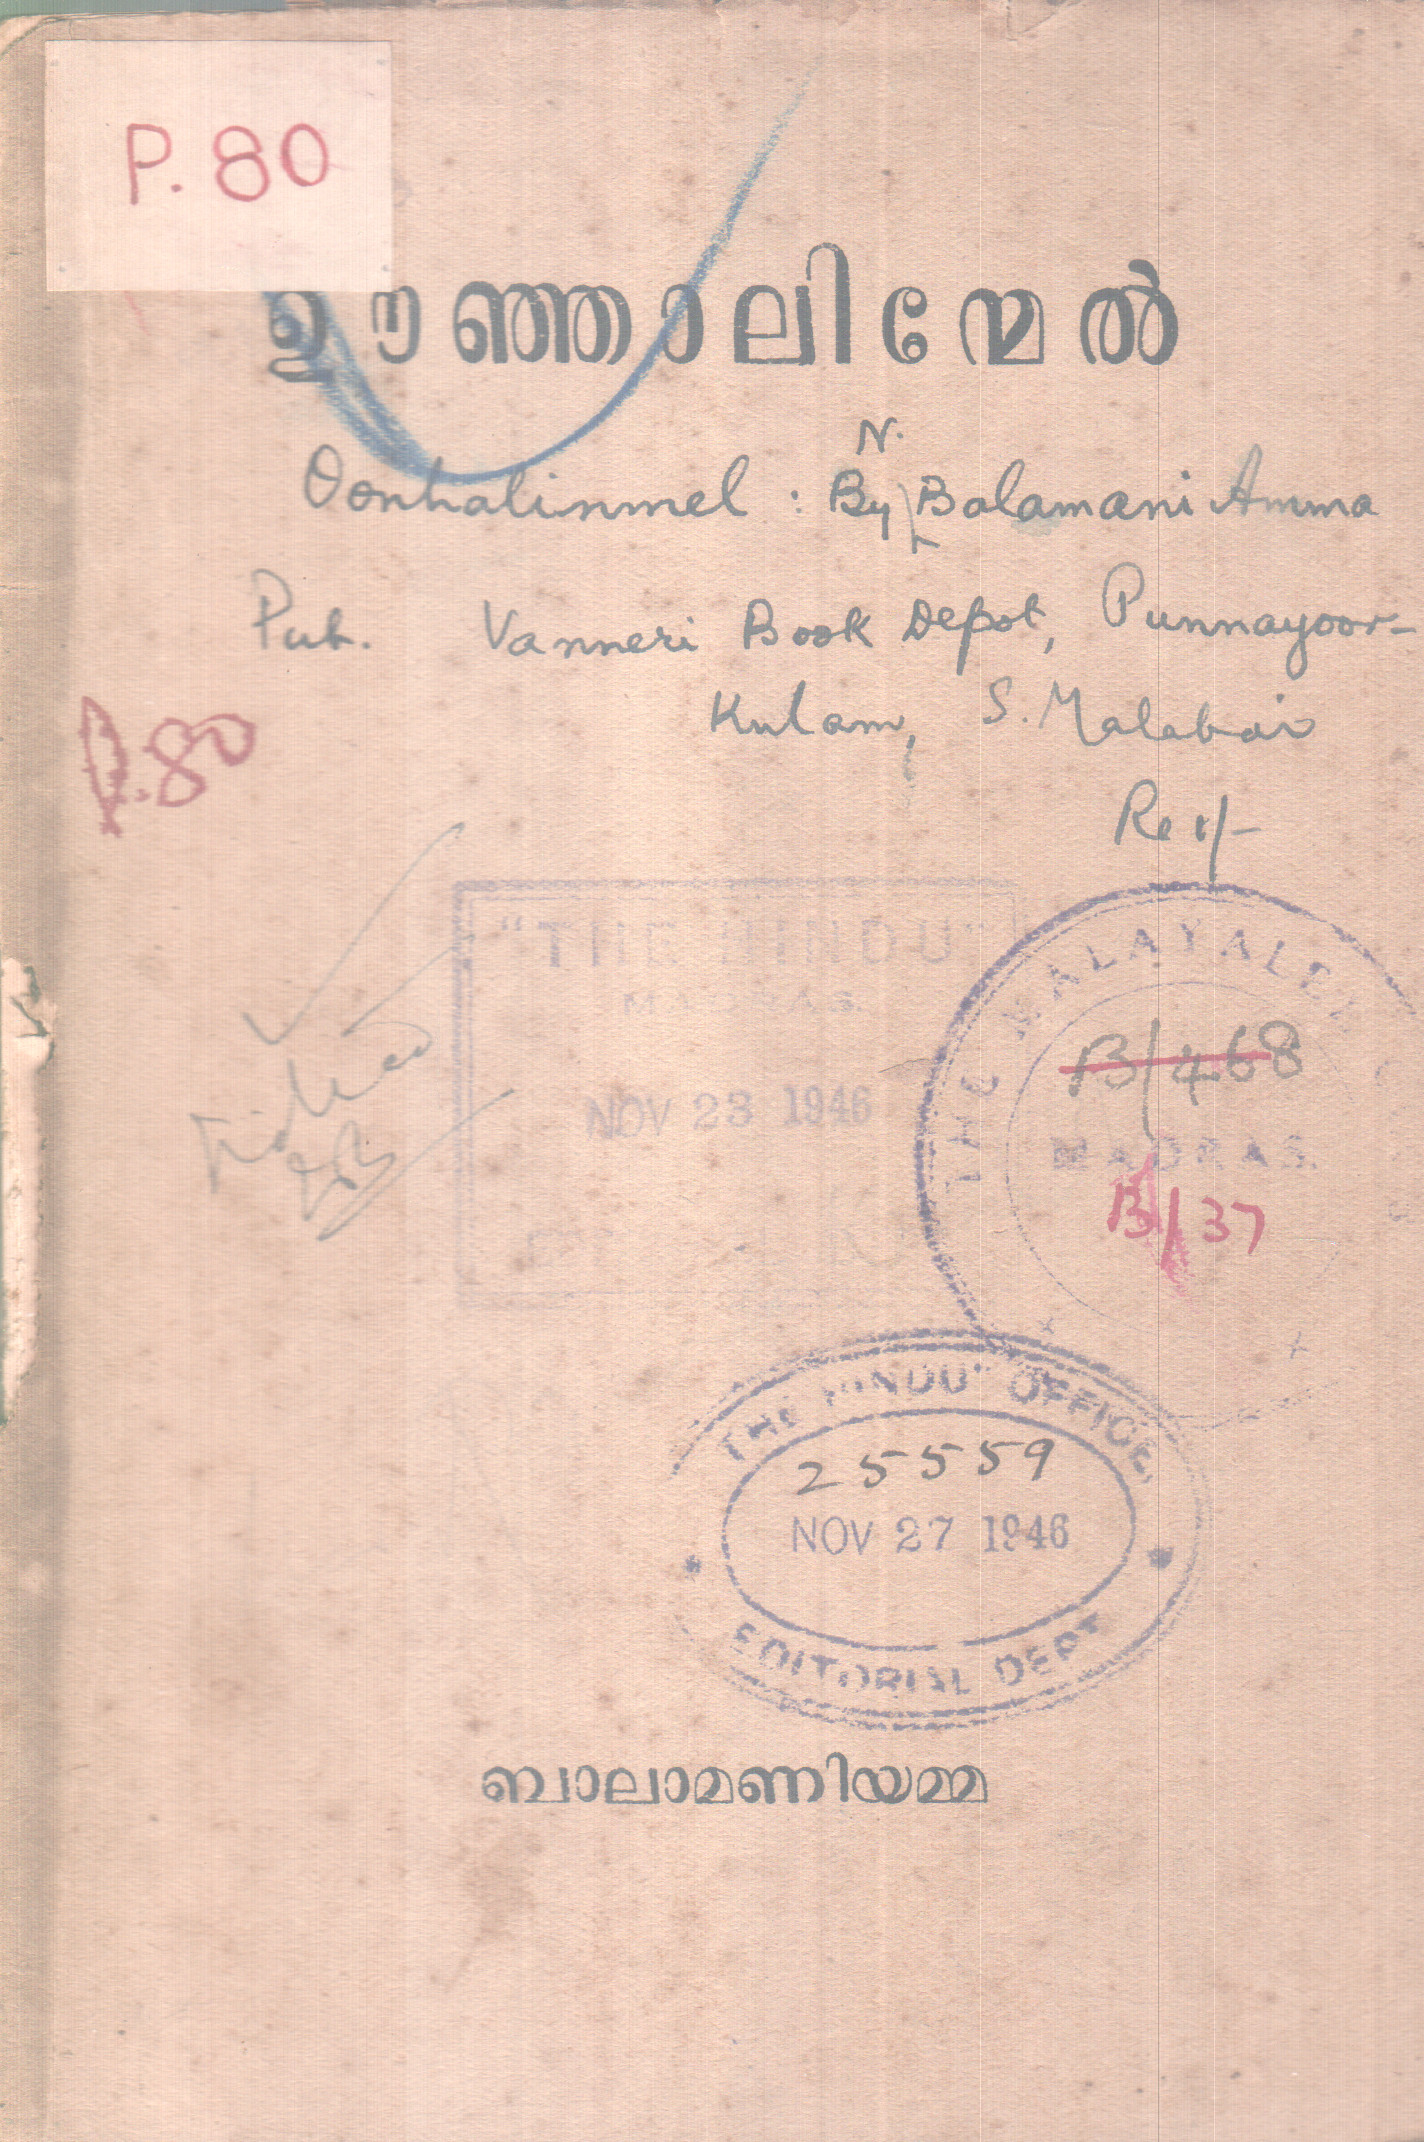 P. 80
ഊഞ്ഞാലിന്മേൽ
Oonhalinmel : By N. Balamani Amma
Pub. Vanneri Book Depot, Punnayoor-
Kulam, S. Malabar
P.80
Re 1/-
"THE HINDU"
MADRAS.
NOV 23 1946
THE MALAYALEE
B/468
MADRAS.
B/37
THE "HINDU" OFFICE,
25559
NOV 27 1946
EDITORIAL DEPT
ബാലാമണിയമ്മ